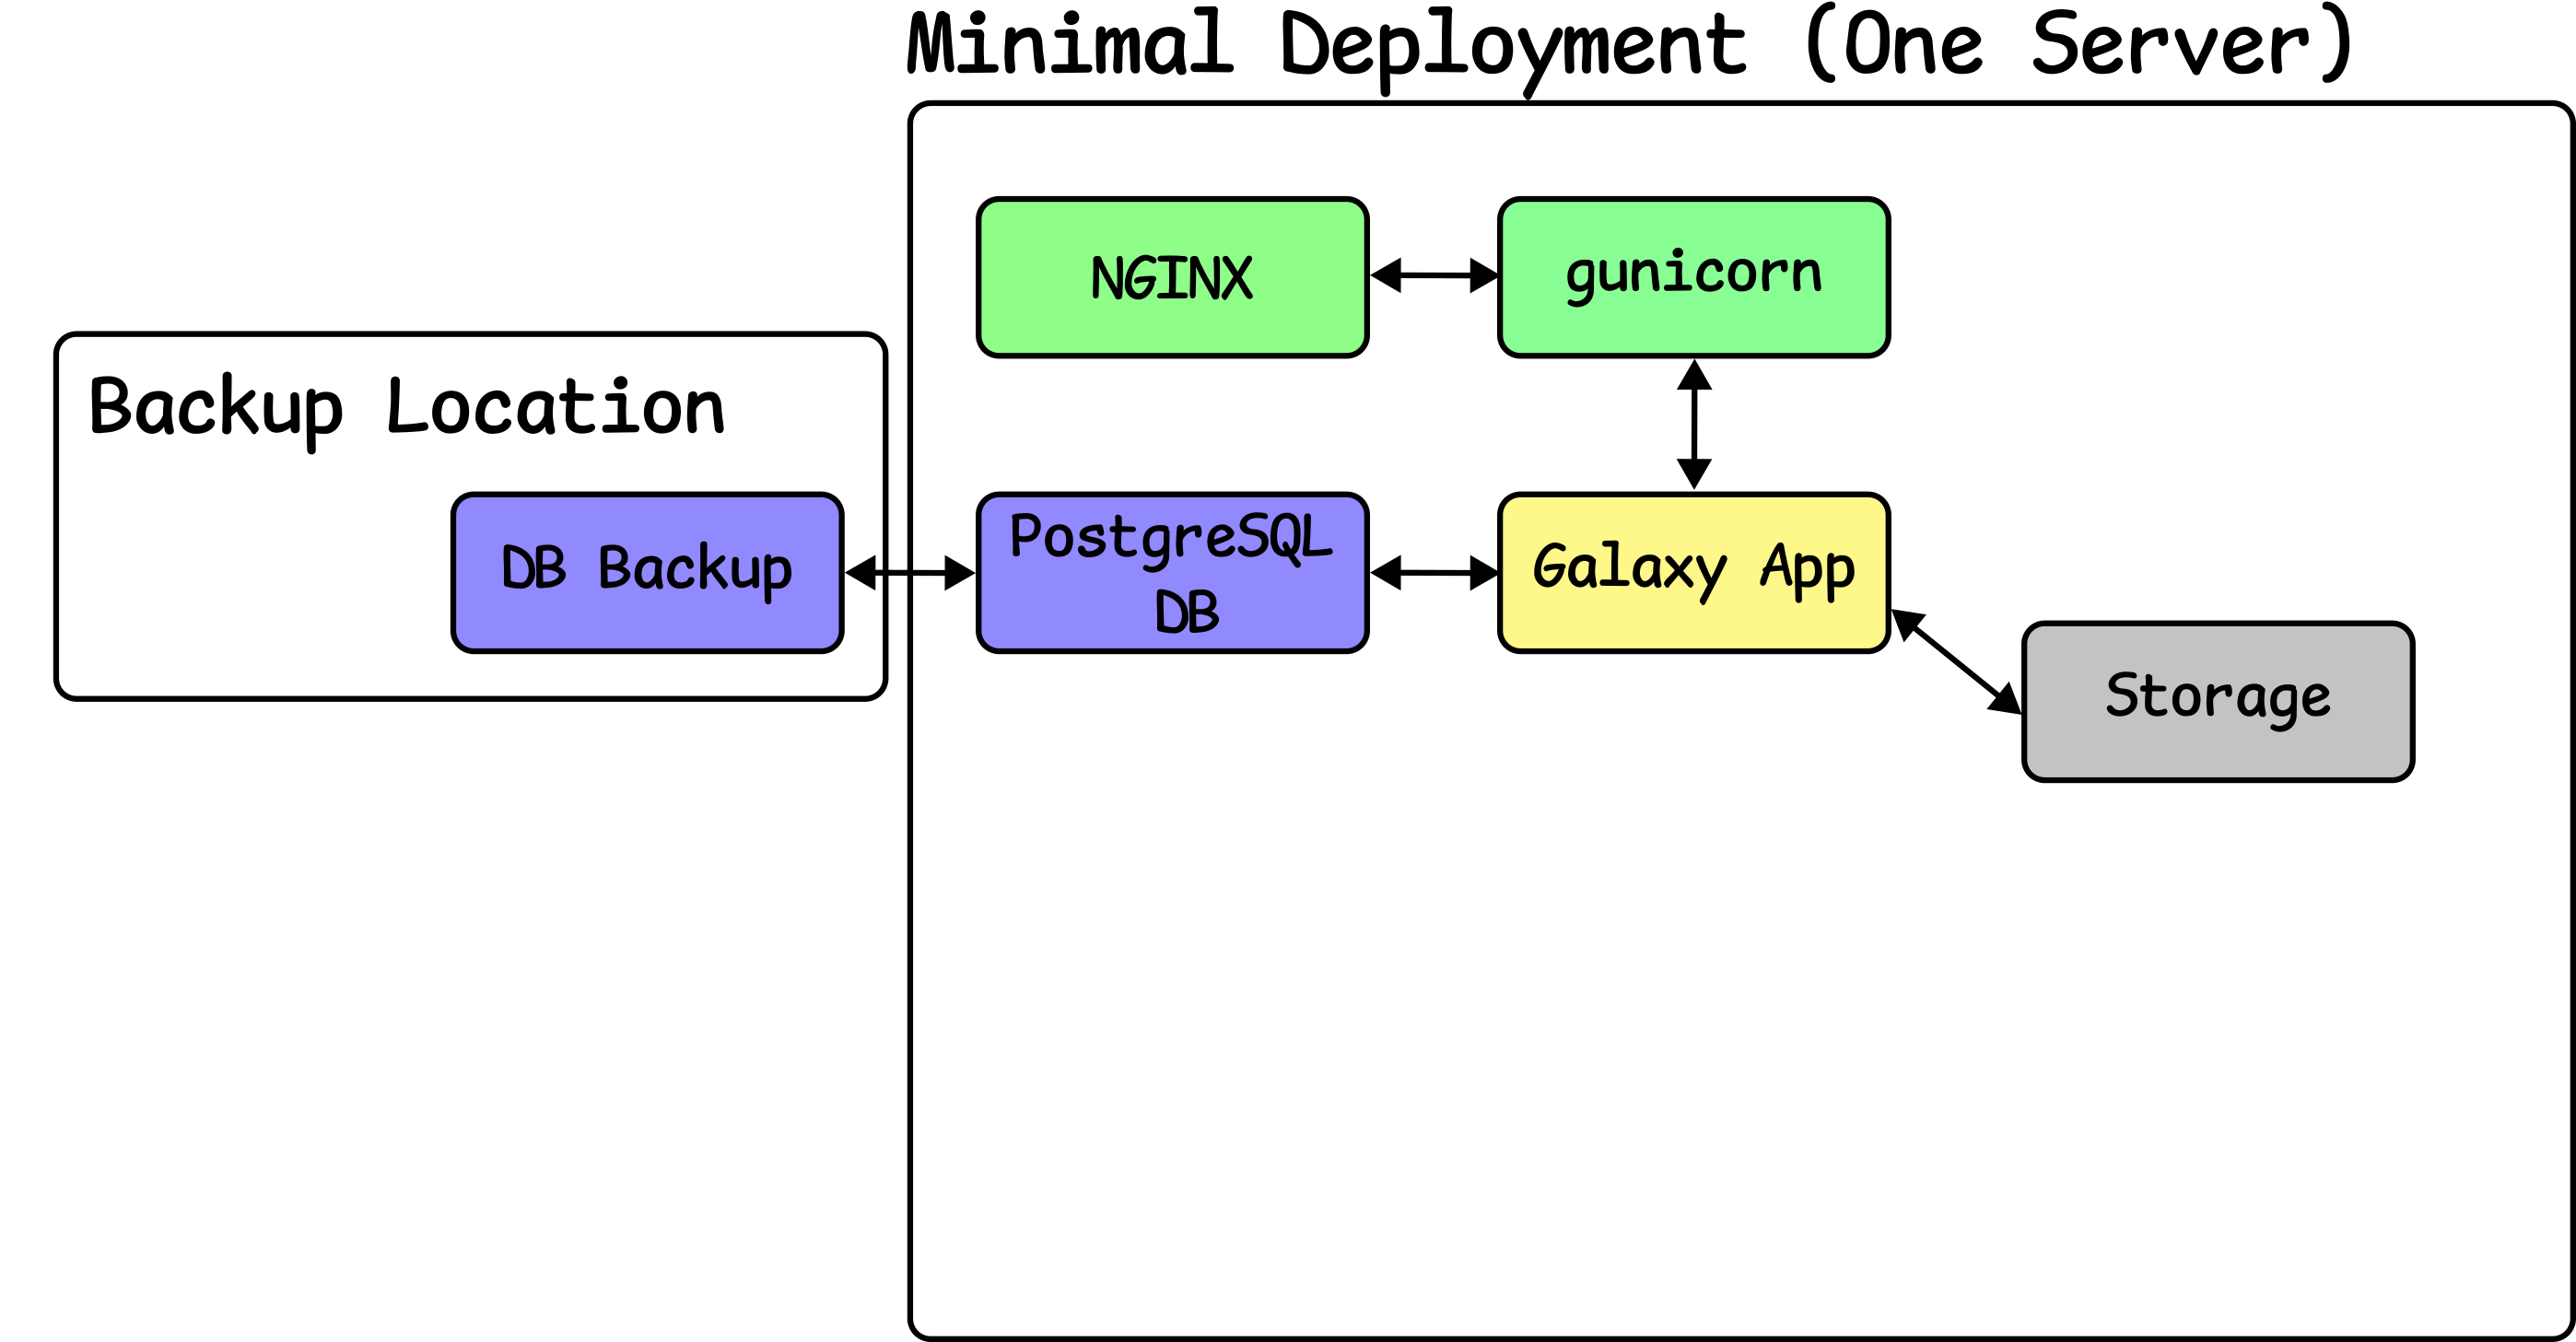 Minimal Deployment (One Server)
NGINX
gunicorn
Backup Location
DB Backup
PostgreSQL
DB
Galaxy App
Storage